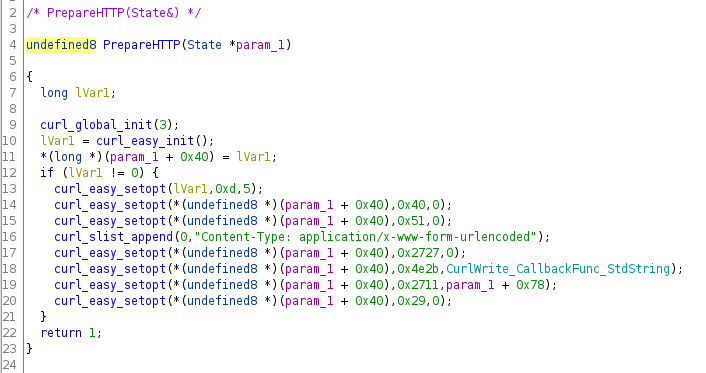 2 /* PrepareHTTP(State&) */
3
4 undefined8 PrepareHTTP(State *param_1)
5
6 {
7   long lVar1;
8
9   curl_global_init(3);
10   lVar1 = curl_easy_init();
11   *(long *)(param_1 + 0x40) = lVar1;
12   if (lVar1 != 0) {
13     curl_easy_setopt(lVar1,0xd,5);
14     curl_easy_setopt(*(undefined8 *)(param_1 + 0x40),0x40,0);
15     curl_easy_setopt(*(undefined8 *)(param_1 + 0x40),0x51,0);
16     curl_slist_append(0,"Content-Type: application/x-www-form-urlencoded");
17     curl_easy_setopt(*(undefined8 *)(param_1 + 0x40),0x2727,0);
18     curl_easy_setopt(*(undefined8 *)(param_1 + 0x40),0x4e2b,CurlWrite_CallbackFunc_StdString);
19     curl_easy_setopt(*(undefined8 *)(param_1 + 0x40),0x2711,param_1 + 0x78);
20     curl_easy_setopt(*(undefined8 *)(param_1 + 0x40),0x29,0);
21   }
22   return 1;
23 }
24